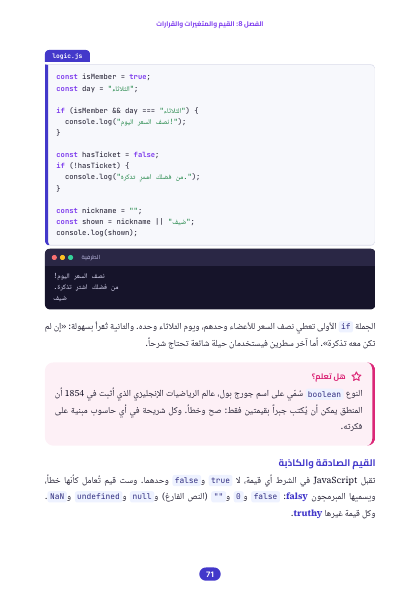 الفصل 8: القيم والمتغيرات والقرارات
logic.js
const isMember = true;
const day = "الثلاثاء";
if (isMember && day === "الثلاثاء") {
console.log("نصف السعر اليوم!");
}
const hasTicket = false;
if (!hasTicket) {
console.log("من فضلك اشترِ تذكرة.");
}
const nickname = "";
const shown = nickname || "ضيف";
console.log(shown);
الطرفية
نصف السعر اليوم!
من فضلك اشترِ تذكرة.
ضيف
الجملة if الأولى تعطي نصف السعر للأعضاء وحدهم، ويوم الثلاثاء وحده. والثانية تُقرأ بسهولة: «إن لم
تكن معه تذكرة». أما آخر سطرين فيستخدمان حيلة شائعة تحتاج شرحاً.
هل تعلم؟
النوع boolean سُمّي على اسم جورج بول، عالم الرياضيات الإنجليزي الذي أثبت في 1854 أن
المنطق يمكن أن يُكتب جبراً بقيمتين فقط: صح وخطأ. وكل شريحة في أي حاسوب مبنية على
فكرته.
القيم الصادقة والكاذبة
تقبل JavaScript في الشرط أي قيمة، لا true و false وحدهما. وست قيم تُعامل كأنها خطأ،
ويسميها المبرمجون falsy: false و 0 و "" (النص الفارغ) و null و undefined و NaN .
وكل قيمة غيرها truthy.
71